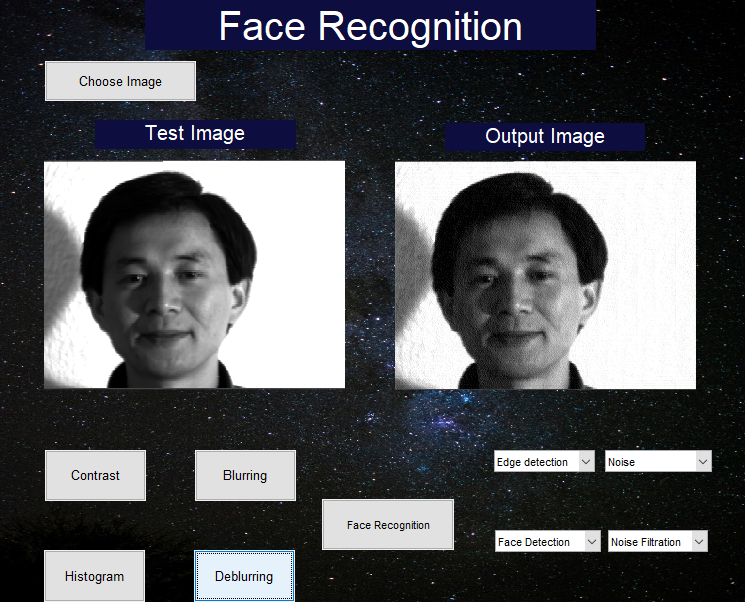 Face Recognition
Choose Image
Test Image
Output Image
Contrast
Blurring
Edge detection
Noise
Face Recognition
Histogram
Deblurring
Face Detection
Noise Filtration